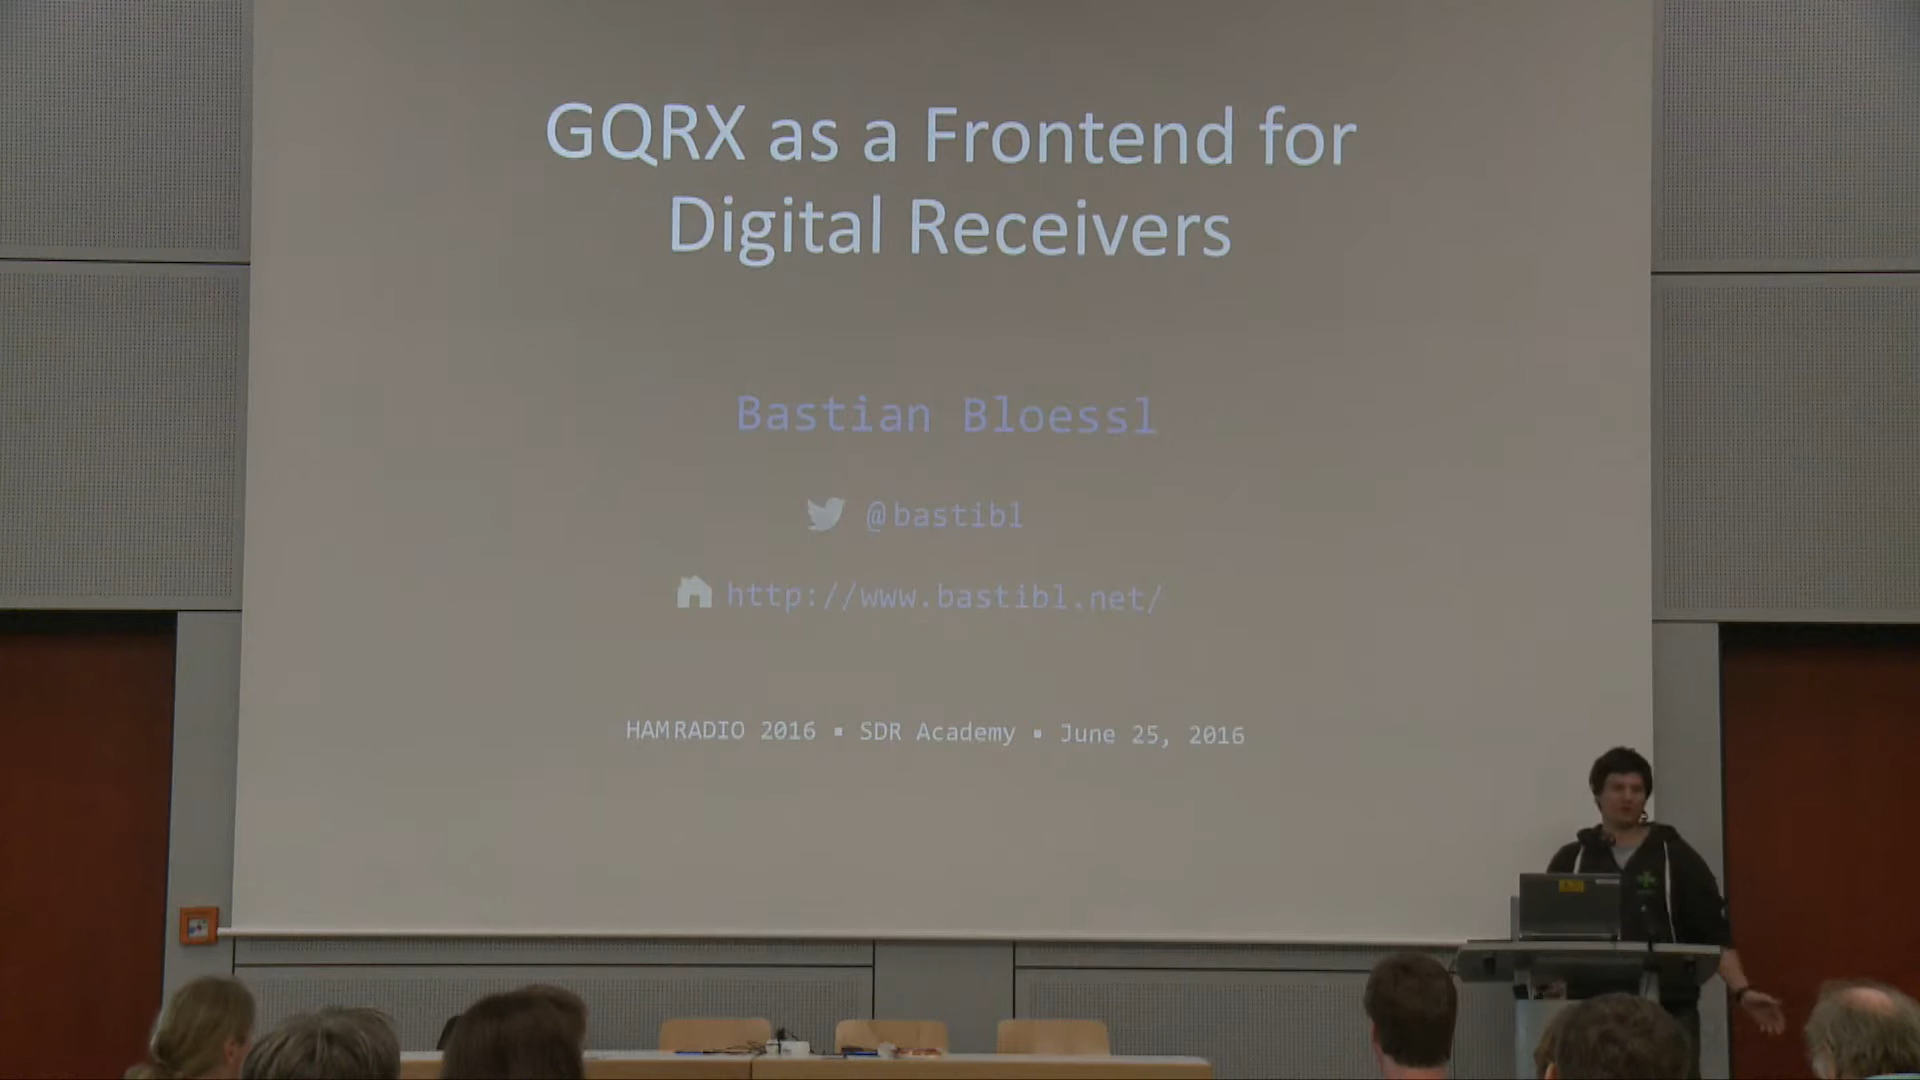 GQRX as a Frontend for
Digital Receivers
Bastian Bloessl
@bastibl
http://www.bastibl.net/
HAMRADIO 2016 ▪ SDR Academy ▪ June 25, 2016